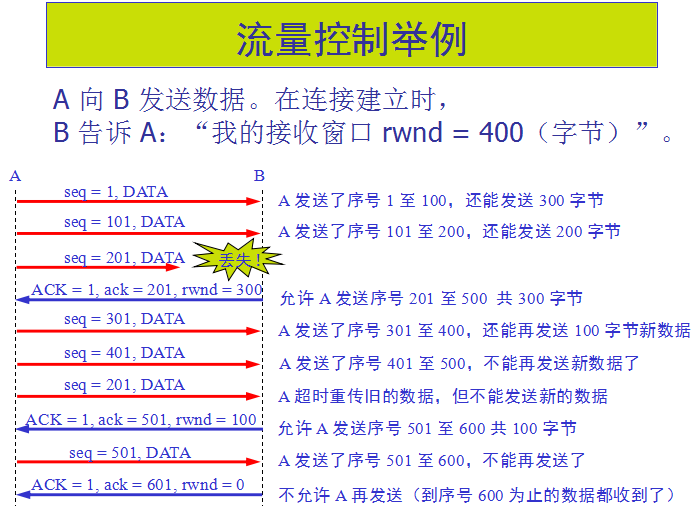 流量控制举例
A 向 B 发送数据。在连接建立时，
B 告诉 A：“我的接收窗口 rwnd = 400（字节）”。
A B
seq = 1, DATA A 发送了序号 1 至 100，还能发送 300 字节
seq = 101, DATA A 发送了序号 101 至 200，还能发送 200 字节
seq = 201, DATA 丢失！
ACK = 1, ack = 201, rwnd = 300 允许 A 发送序号 201 至 500 共 300 字节
seq = 301, DATA A 发送了序号 301 至 400，还能再发送 100 字节新数据
seq = 401, DATA A 发送了序号 401 至 500，不能再发送新数据了
seq = 201, DATA A 超时重传旧的数据，但不能发送新的数据
ACK = 1, ack = 501, rwnd = 100 允许 A 发送序号 501 至 600 共 100 字节
seq = 501, DATA A 发送了序号 501 至 600，不能再发送了
ACK = 1, ack = 601, rwnd = 0 不允许 A 再发送（到序号 600 为止的数据都收到了）